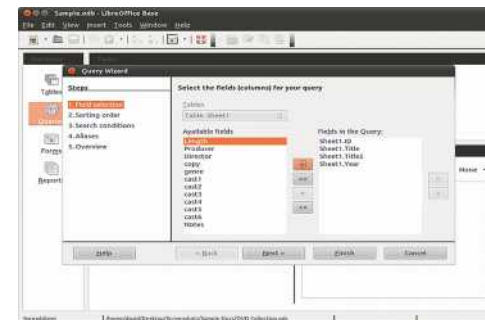 Sample.odb - LibreOffice Base
File Edit View Insert Tools Window Help
Query Wizard
Steps
Select the fields (columns) for your query
1. Field selection
2. Sorting order
3. Search conditions
4. Aliases
5. Overview
Tables
Table: Sheet1
Available fields
Fields in the Query:
Length
Producer
Director
copy
genre
cast1
cast2
cast3
cast4
cast5
cast6
Notes
Sheet1.ID
Sheet1.Title
Sheet1.Title2
Sheet1.Year
Tables
Queries
Forms
Reports
Home
Help
< Back
Next >
Finish
Cancel